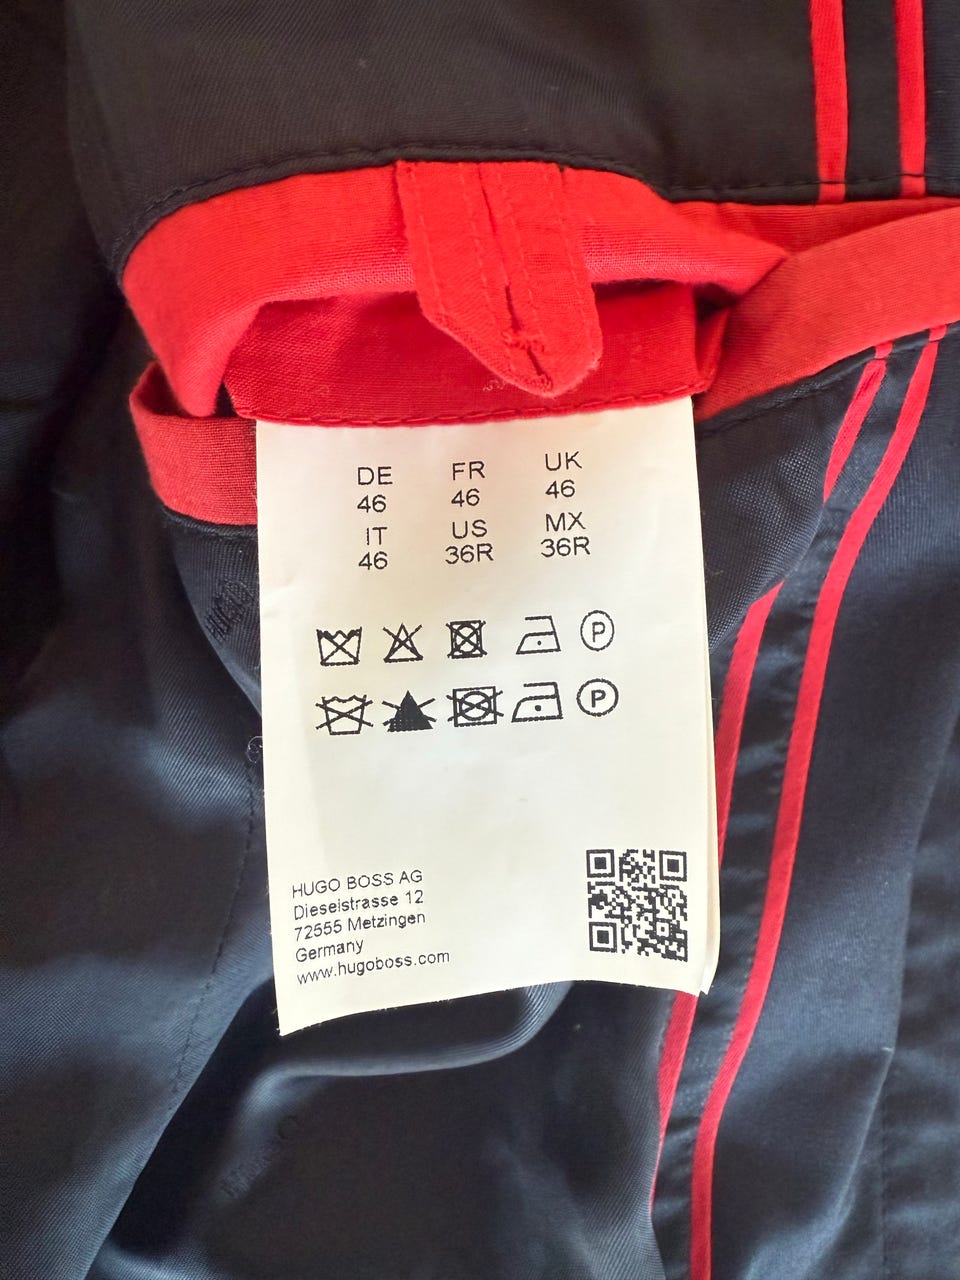 DE FR UK
46 46 46
IT US MX
46 36R 36R
P
P
HUGO BOSS AG
Dieselstrasse 12
72555 Metzingen
Germany
www.hugoboss.com